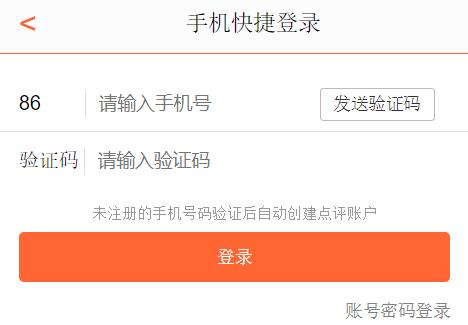 < 手机快捷登录
86 请输入手机号 发送验证码
验证码 请输入验证码
未注册的手机号码验证后自动创建点评账户
登录
账号密码登录